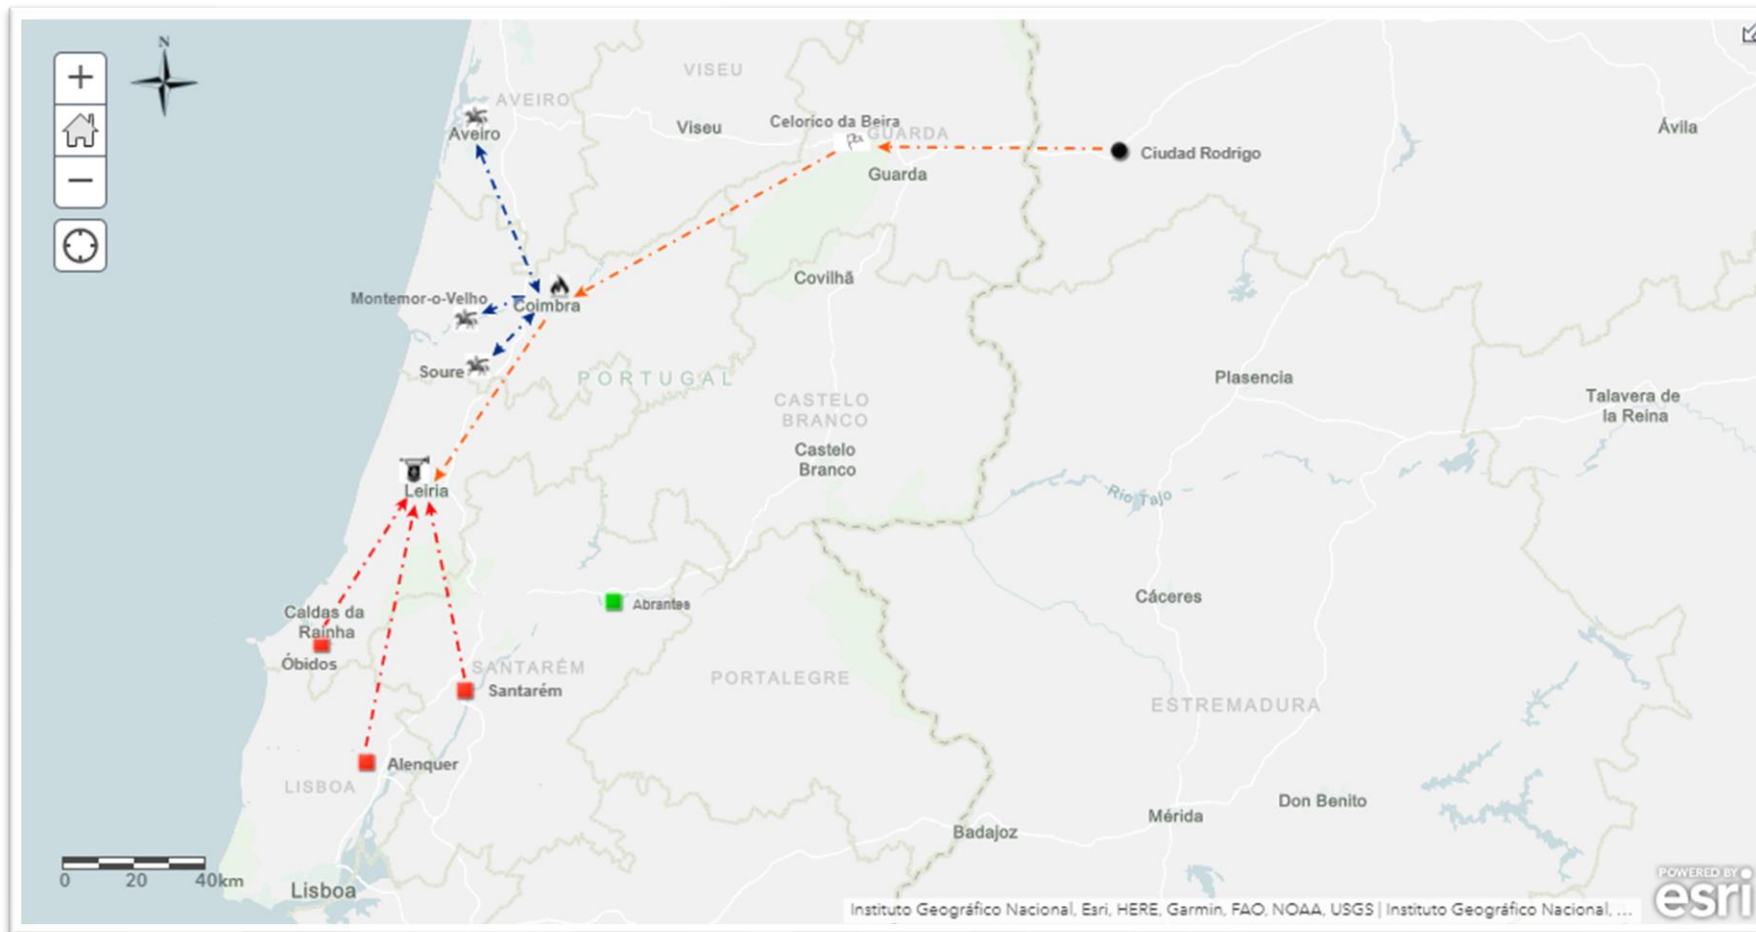 N
+
−
AVEIRO
VISEU
Viseu
Aveiro
Celorico da Beira
GUARDA
Guarda
Ciudad Rodrigo
Ávila
Covilhã
Montemor-o-Velho
Coimbra
Soure
PORTUGAL
CASTELO
BRANCO
Castelo
Branco
Plasencia
Talavera de
la Reina
Leiria
Río Tajo
Abrantes
Cáceres
Caldas da
Rainha
Óbidos
SANTARÉM
Santarém
PORTALEGRE
ESTREMADURA
Alenquer
LISBOA
Don Benito
Mérida
Badajoz
0 20 40km
Lisboa
POWERED BY
esri
Instituto Geográfico Nacional, Esri, HERE, Garmin, FAO, NOAA, USGS | Instituto Geográfico Nacional, ...